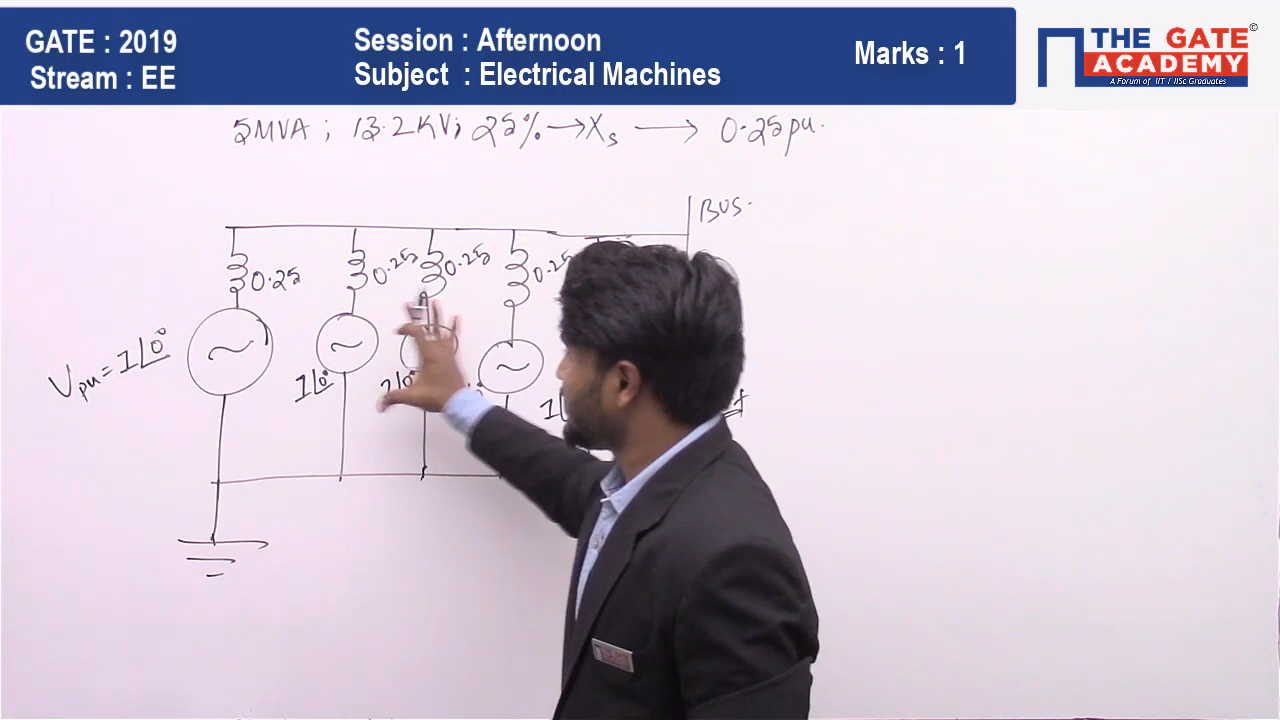 GATE : 2019
Stream : EE
Session : Afternoon
Subject : Electrical Machines
Marks : 1
THE GATE ACADEMY
A Forum of IIT / IISc Graduates
5MVA ; 13.2KV; 25% → Xs → 0.25pu.
BUS.
0.25
0.25
0.25
0.25
Vpu = 1∠0°
1∠0°
1∠0°
THE GATE